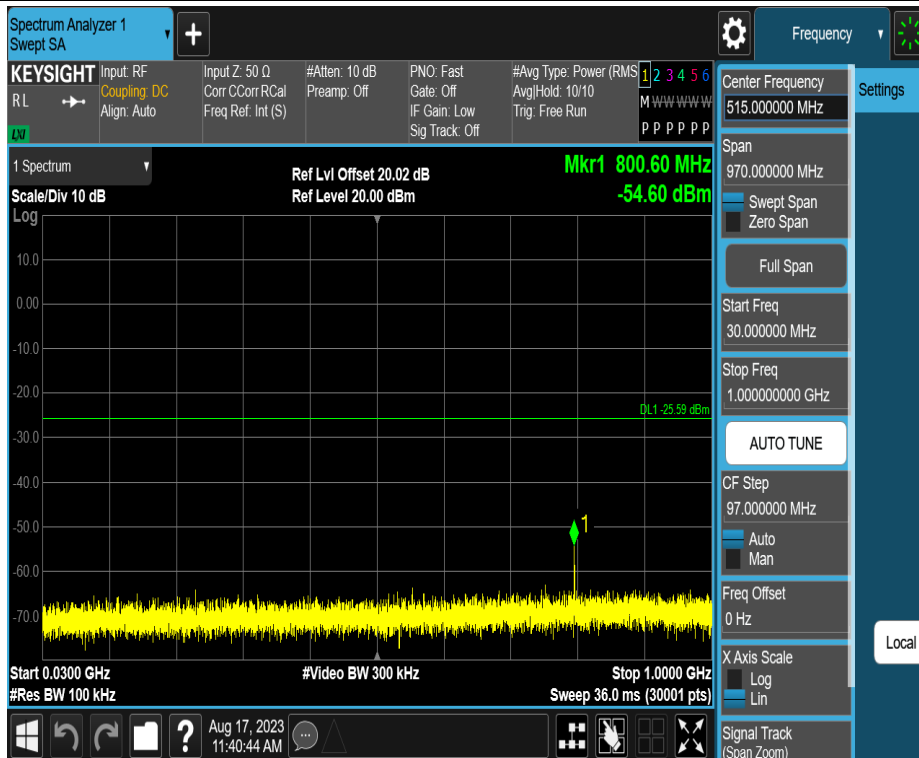 Spectrum Analyzer 1
Swept SA
+
Frequency
KEYSIGHT
RL
LXI
Input: RF
Coupling: DC
Align: Auto
Input Z: 50 Ω
Corr CCorr RCal
Freq Ref: Int (S)
#Atten: 10 dB
Preamp: Off
PNO: Fast
Gate: Off
IF Gain: Low
Sig Track: Off
#Avg Type: Power (RMS
Avg|Hold: 10/10
Trig: Free Run
1 2 3 4 5 6
M W W W W W
P P P P P P
1 Spectrum
Scale/Div 10 dB
Log
Ref Lvl Offset 20.02 dB
Ref Level 20.00 dBm
Mkr1 800.60 MHz
-54.60 dBm
10.0
0.00
-10.0
-20.0
DL1 -25.59 dBm
-30.0
-40.0
-50.0
1
-60.0
-70.0
Start 0.0300 GHz
#Video BW 300 kHz
Stop 1.0000 GHz
#Res BW 100 kHz
Sweep 36.0 ms (30001 pts)
?
Aug 17, 2023
11:40:44 AM
Center Frequency
515.000000 MHz
Settings
Span
970.000000 MHz
Swept Span
Zero Span
Full Span
Start Freq
30.000000 MHz
Stop Freq
1.000000000 GHz
AUTO TUNE
CF Step
97.000000 MHz
Auto
Man
Freq Offset
0 Hz
Local
X Axis Scale
Log
Lin
Signal Track
(Span Zoom)